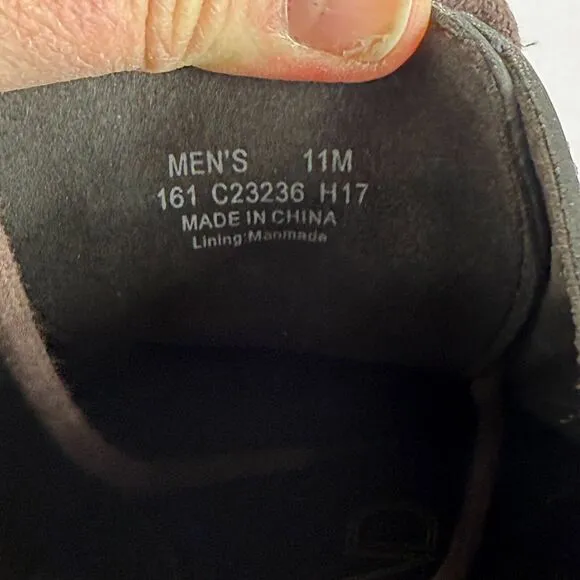 MEN'S 11M
161 C23236 H17
MADE IN CHINA
Lining:Manmade